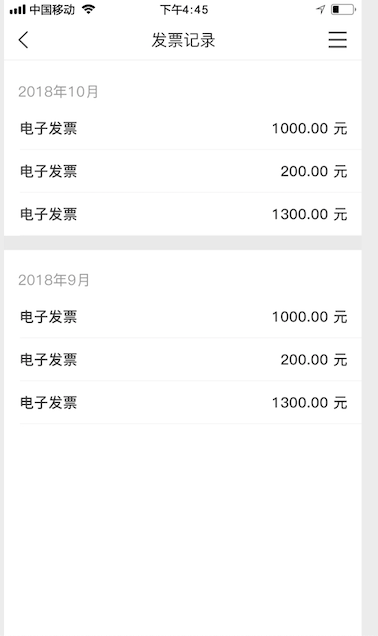 中国移动 下午4:45
发票记录
2018年10月
电子发票 1000.00 元
电子发票 200.00 元
电子发票 1300.00 元
2018年9月
电子发票 1000.00 元
电子发票 200.00 元
电子发票 1300.00 元